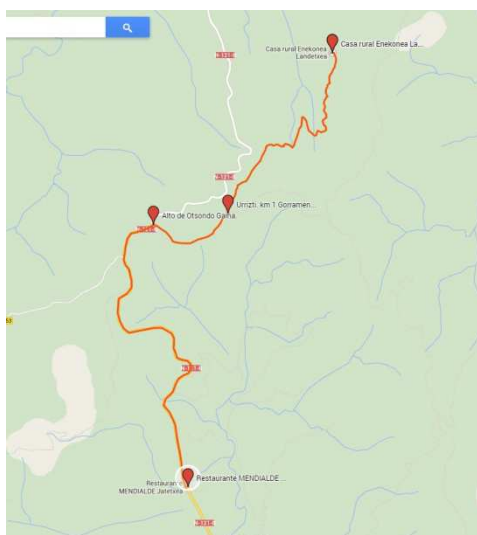 Casa rural Enekonea
Landetxea
Casa rural Enekonea La...
Urrizti. km 1 Gorramen...
Alto de Otsondo Gaina.
Restaurante MENDIALDE ...
MENDIALDE Jatetxea